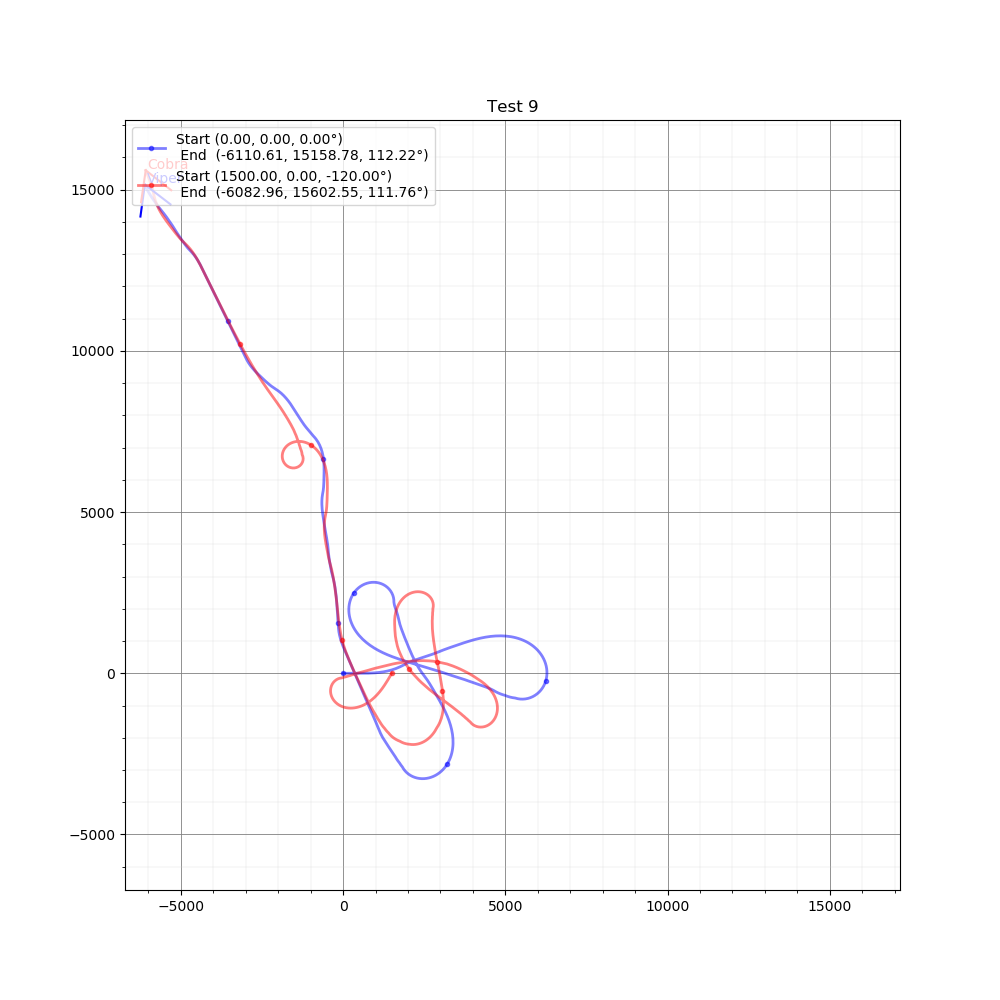 Test 9
Start (0.00, 0.00, 0.00°)
End (-6110.61, 15158.78, 112.22°)
Cobra
Viper
Start (1500.00, 0.00, -120.00°)
End (-6082.96, 15602.55, 111.76°)
15000
10000
5000
0
−5000
−5000
0
5000
10000
15000